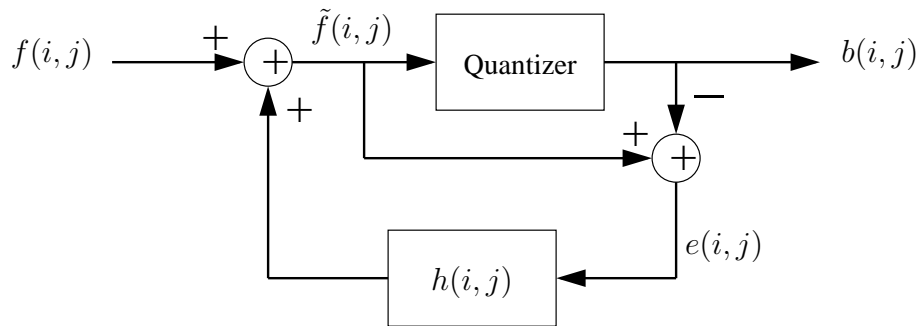 f(i, j)
+
+
f̃(i, j)
Quantizer
b(i, j)
+
−
+
+
h(i, j)
e(i, j)